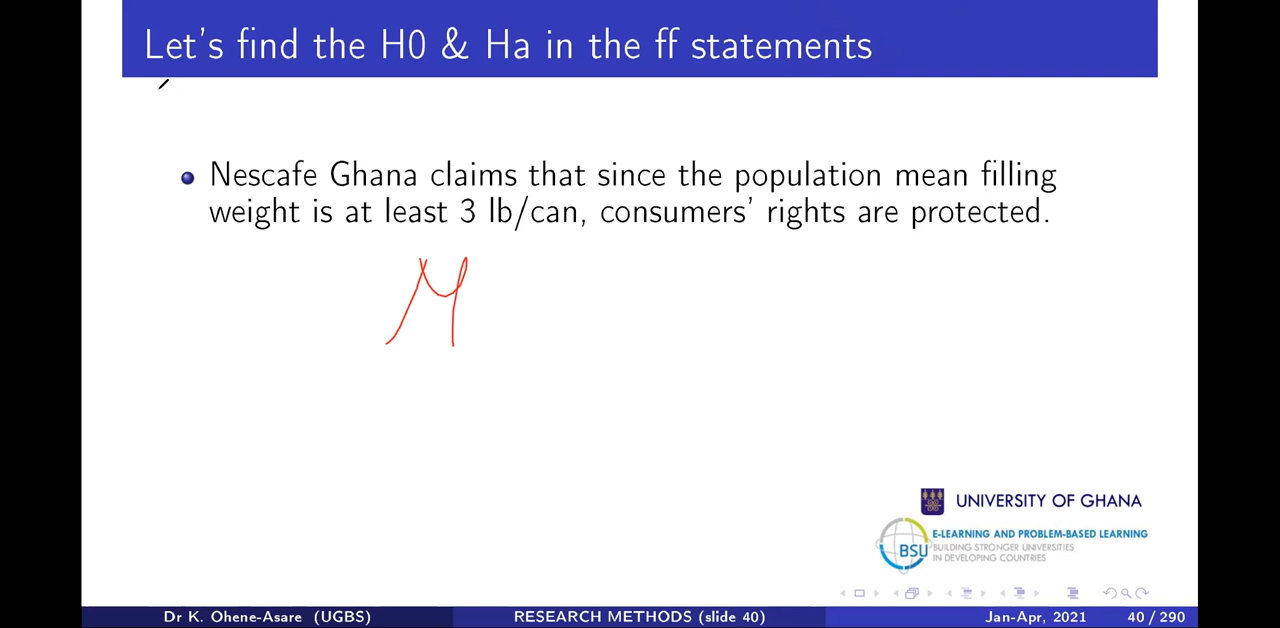 Let's find the H0 & Ha in the ff statements
Nescafe Ghana claims that since the population mean filling
weight is at least 3 lb/can, consumers' rights are protected.
μ
UNIVERSITY OF GHANA
BSU
E-LEARNING AND PROBLEM-BASED LEARNING
BUILDING STRONGER UNIVERSITIES
IN DEVELOPING COUNTRIES
Dr K. Ohene-Asare (UGBS)
RESEARCH METHODS (slide 40)
Jan-Apr, 2021
40 / 290